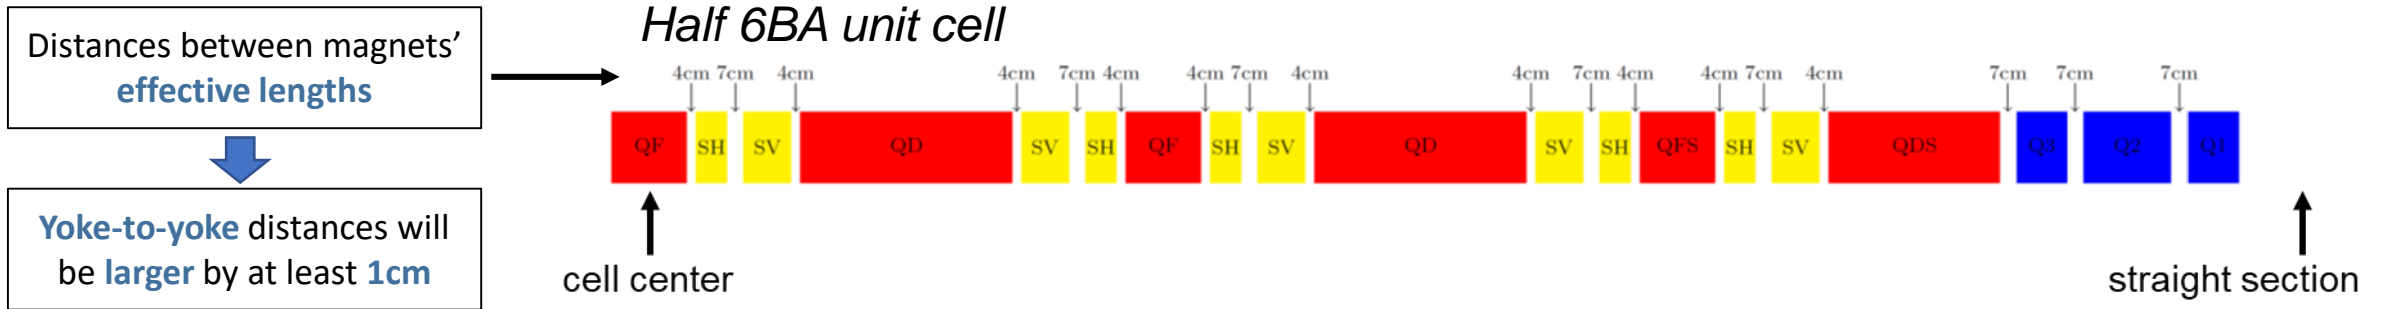 Distances between magnets'
effective lengths
Yoke-to-yoke distances will
be larger by at least 1cm
Half 6BA unit cell
4cm 7cm 4cm 4cm 7cm 4cm 4cm 7cm 4cm 4cm 7cm 4cm 4cm 7cm 4cm 7cm 7cm 7cm
QF SH SV QD SV SH QF SH SV QD SV SH QFS SH SV QDS Q3 Q2 Q1
cell center
straight section